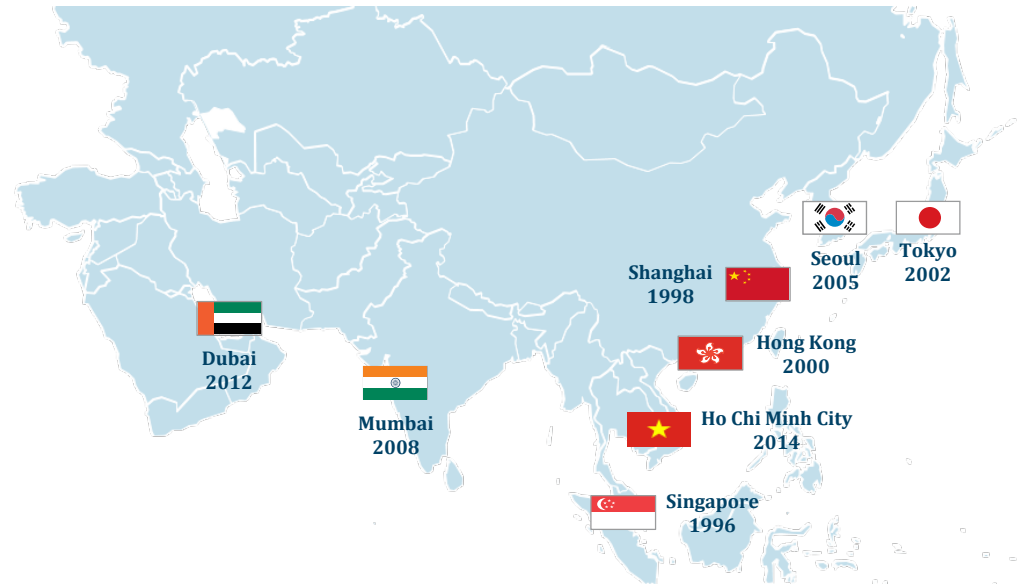 Seoul
2005
Tokyo
2002
Shanghai
1998
Hong Kong
2000
Dubai
2012
Mumbai
2008
Ho Chi Minh City
2014
Singapore
1996